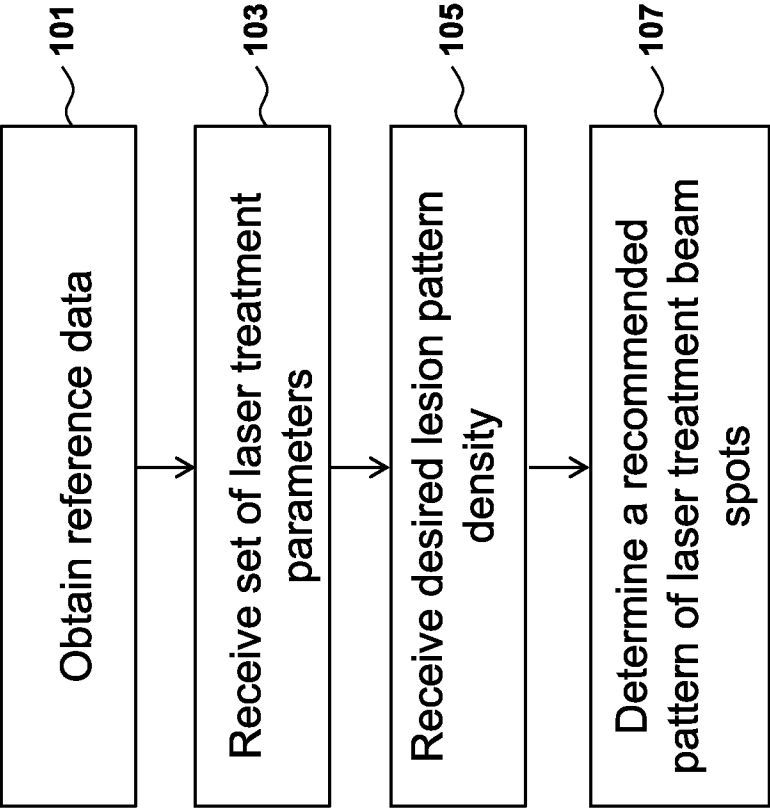 101
Obtain reference data
103
Receive set of laser treatment
parameters
105
Receive desired lesion pattern
density
107
Determine a recommended
pattern of laser treatment beam
spots